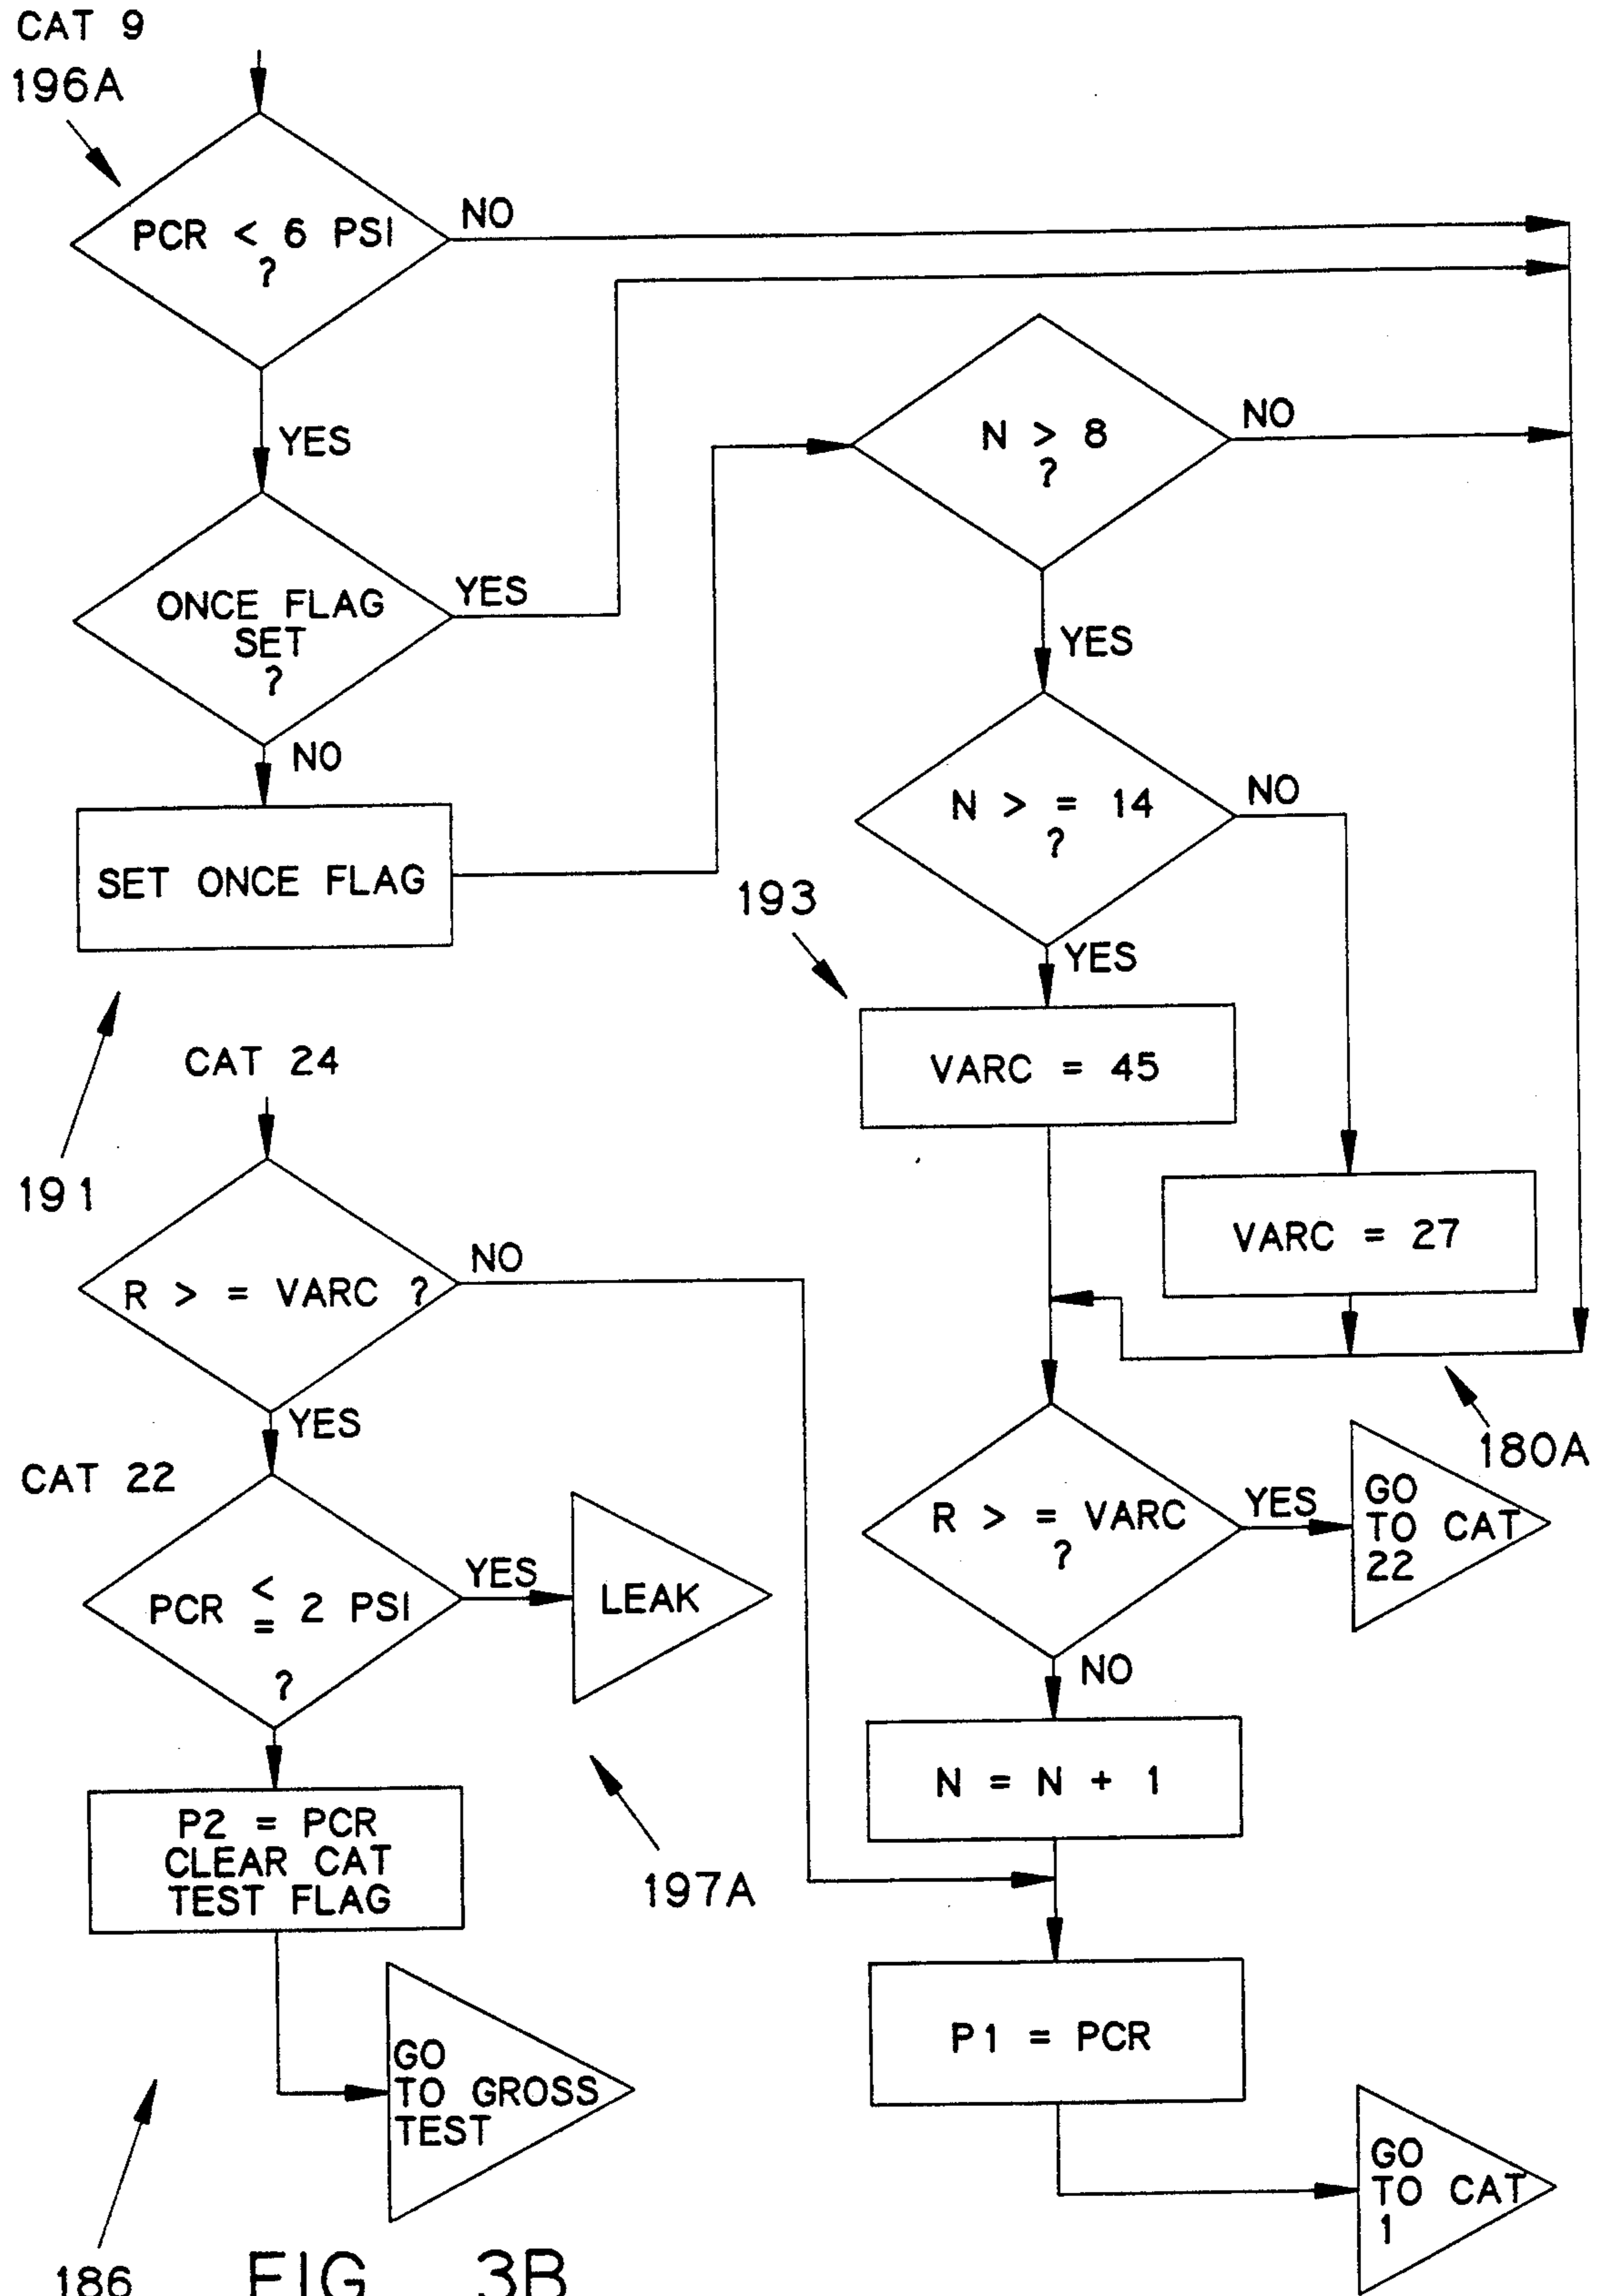 CAT 9
196A
PCR < 6 PSI
?
NO
YES
ONCE FLAG
SET
?
YES
NO
SET ONCE FLAG
191
N > 8
?
NO
YES
N > = 14
?
NO
YES
193
VARC = 45
VARC = 27
180A
R > = VARC
?
YES
GO
TO CAT
22
NO
N = N + 1
P1 = PCR
GO
TO CAT
1
CAT 24
R > = VARC ?
NO
YES
CAT 22
PCR < = 2 PSI
?
YES
LEAK
197A
P2 = PCR
CLEAR CAT
TEST FLAG
GO
TO GROSS
TEST
186
FIG 3B